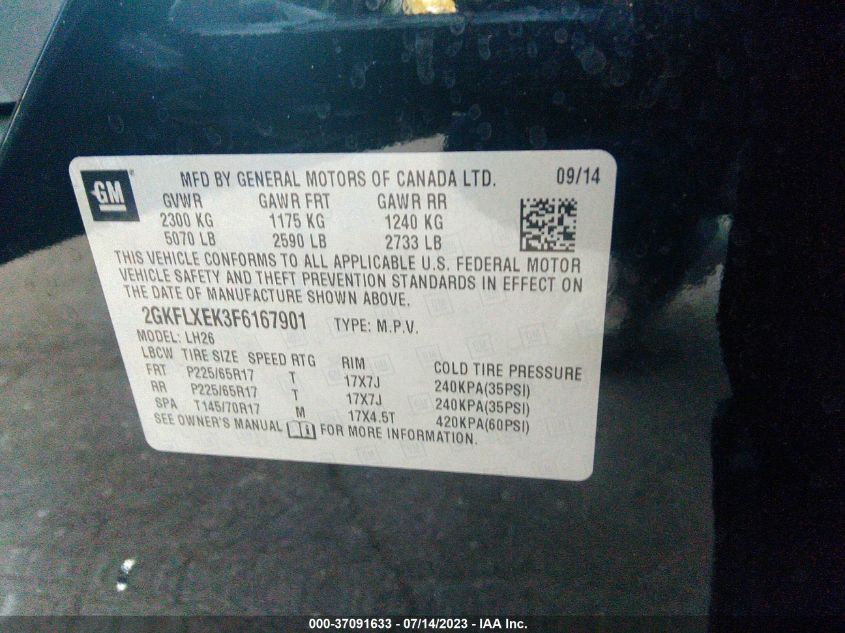 GM
MFD BY GENERAL MOTORS OF CANADA LTD. 09/14
GVWR GAWR FRT GAWR RR
2300 KG 1175 KG 1240 KG
5070 LB 2590 LB 2733 LB
THIS VEHICLE CONFORMS TO ALL APPLICABLE U.S. FEDERAL MOTOR
VEHICLE SAFETY AND THEFT PREVENTION STANDARDS IN EFFECT ON
THE DATE OF MANUFACTURE SHOWN ABOVE.
2GKFLXEK3F6167901 TYPE: M.P.V.
MODEL: LH26
LBCW TIRE SIZE SPEED RTG RIM COLD TIRE PRESSURE
FRT P225/65R17 T 17X7J 240KPA(35PSI)
RR P225/65R17 T 17X7J 240KPA(35PSI)
SPA T145/70R17 M 17X4.5T 420KPA(60PSI)
SEE OWNER'S MANUAL FOR MORE INFORMATION.
000-37091633 - 07/14/2023 - IAA Inc.